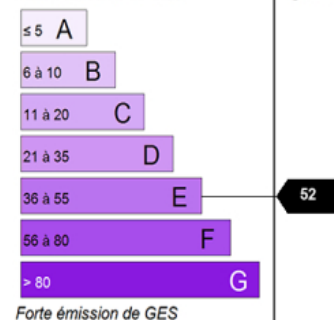 ≤ 5 A
6 à 10 B
11 à 20 C
21 à 35 D
36 à 55 E 52
56 à 80 F
> 80 G
Forte émission de GES